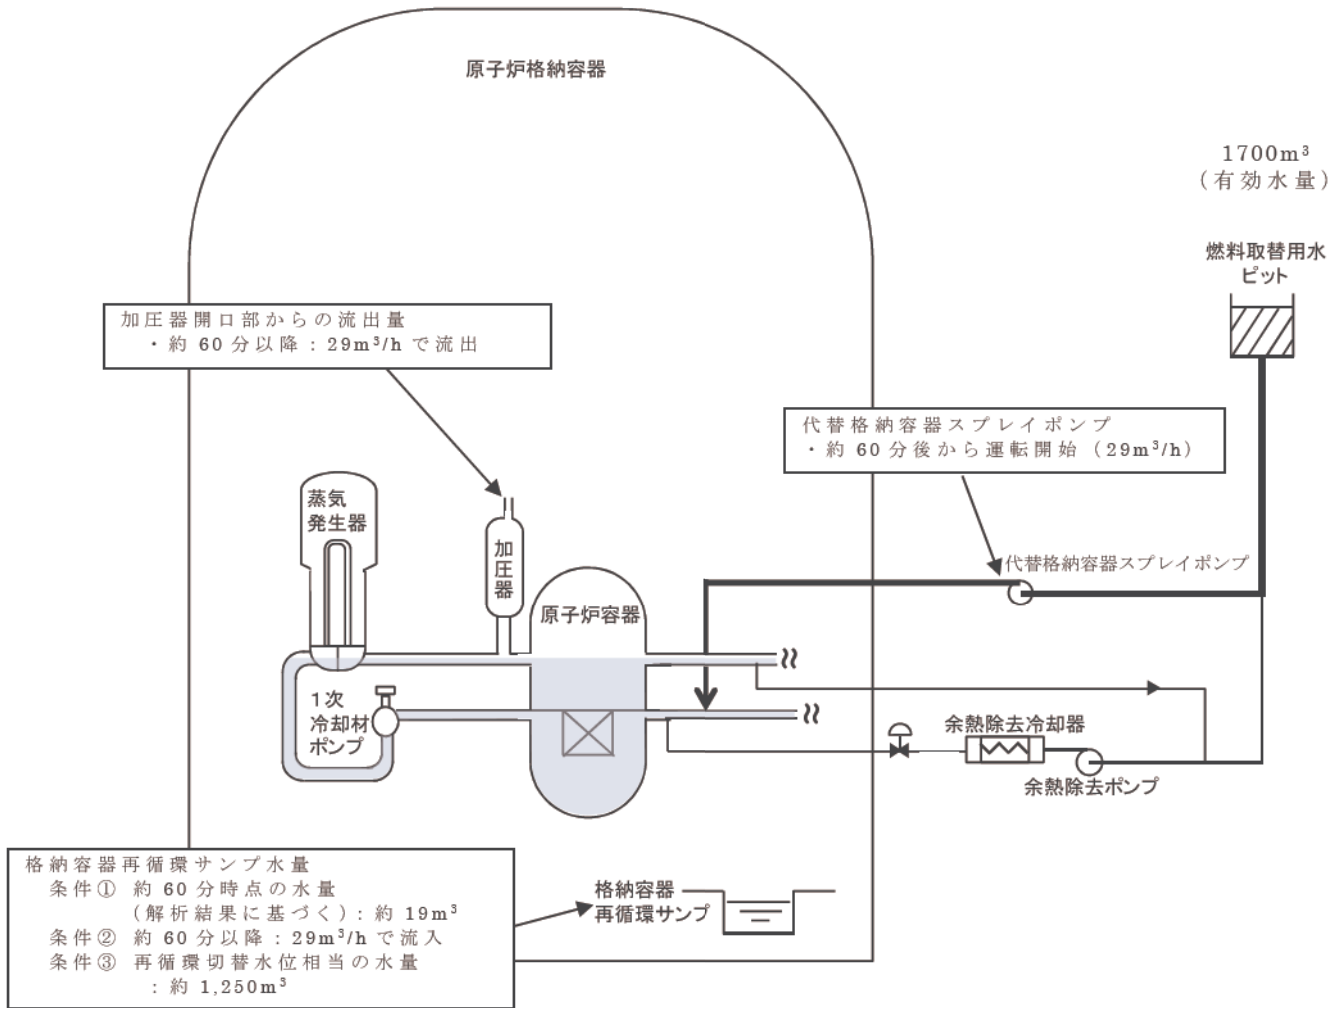 原子炉格納容器
1700m³
(有効水量)
燃料取替用水
ピット
加圧器開口部からの流出量
・約60分以降：29m³/hで流出
代替格納容器スプレイポンプ
・約60分後から運転開始（29m³/h）
蒸気
発生器
加
圧
器
代替格納容器スプレイポンプ
原子炉容器
1次
冷却材
ポンプ
余熱除去冷却器
余熱除去ポンプ
格納容器再循環サンプ水量
条件① 約60分時点の水量
（解析結果に基づく）：約19m³
条件② 約60分以降：29m³/hで流入
条件③ 再循環切替水位相当の水量
：約1,250m³
格納容器
再循環サンプ